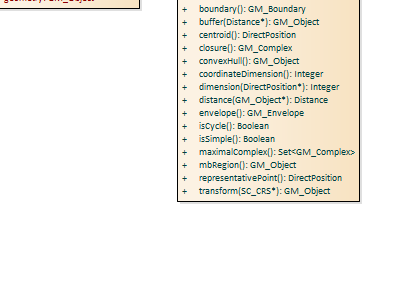 + boundary(): GM_Boundary
+ buffer(Distance*): GM_Object
+ centroid(): DirectPosition
+ closure(): GM_Complex
+ convexHull(): GM_Object
+ coordinateDimension(): Integer
+ dimension(DirectPosition*): Integer
+ distance(GM_Object*): Distance
+ envelope(): GM_Envelope
+ isCycle(): Boolean
+ isSimple(): Boolean
+ maximalComplex(): Set<GM_Complex>
+ mbRegion(): GM_Object
+ representativePoint(): DirectPosition
+ transform(SC_CRS*): GM_Object